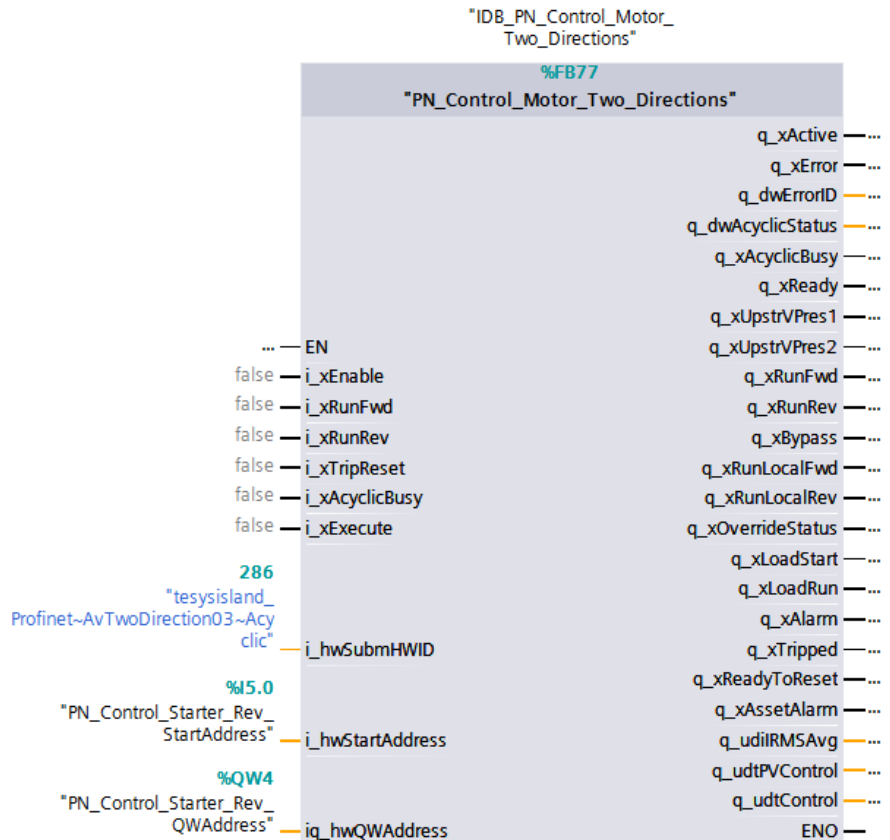 "IDB_PN_Control_Motor_
Two_Directions"
%FB77
"PN_Control_Motor_Two_Directions"
q_xActive ...
q_xError ...
q_dwErrorID ...
q_dwAcyclicStatus ...
q_xAcyclicBusy ...
q_xReady ...
q_xUpstrVPres1 ...
... EN q_xUpstrVPres2 ...
false i_xEnable q_xRunFwd ...
false i_xRunFwd q_xRunRev ...
false i_xRunRev q_xBypass ...
false i_xTripReset q_xRunLocalFwd ...
false i_xAcyclicBusy q_xRunLocalRev ...
false i_xExecute q_xOverrideStatus ...
q_xLoadStart ...
286
"tesysisland_ q_xLoadRun ...
Profinet~AvTwoDirection03~Acy q_xAlarm ...
clic" i_hwSubmHWID q_xTripped ...
%I5.0 q_xReadyToReset ...
"PN_Control_Starter_Rev_ q_xAssetAlarm ...
StartAddress" i_hwStartAddress q_udiIRMSAvg ...
%QW4 q_udtPVControl ...
"PN_Control_Starter_Rev_ q_udtControl ...
QWAddress" iq_hwQWAddress ENO